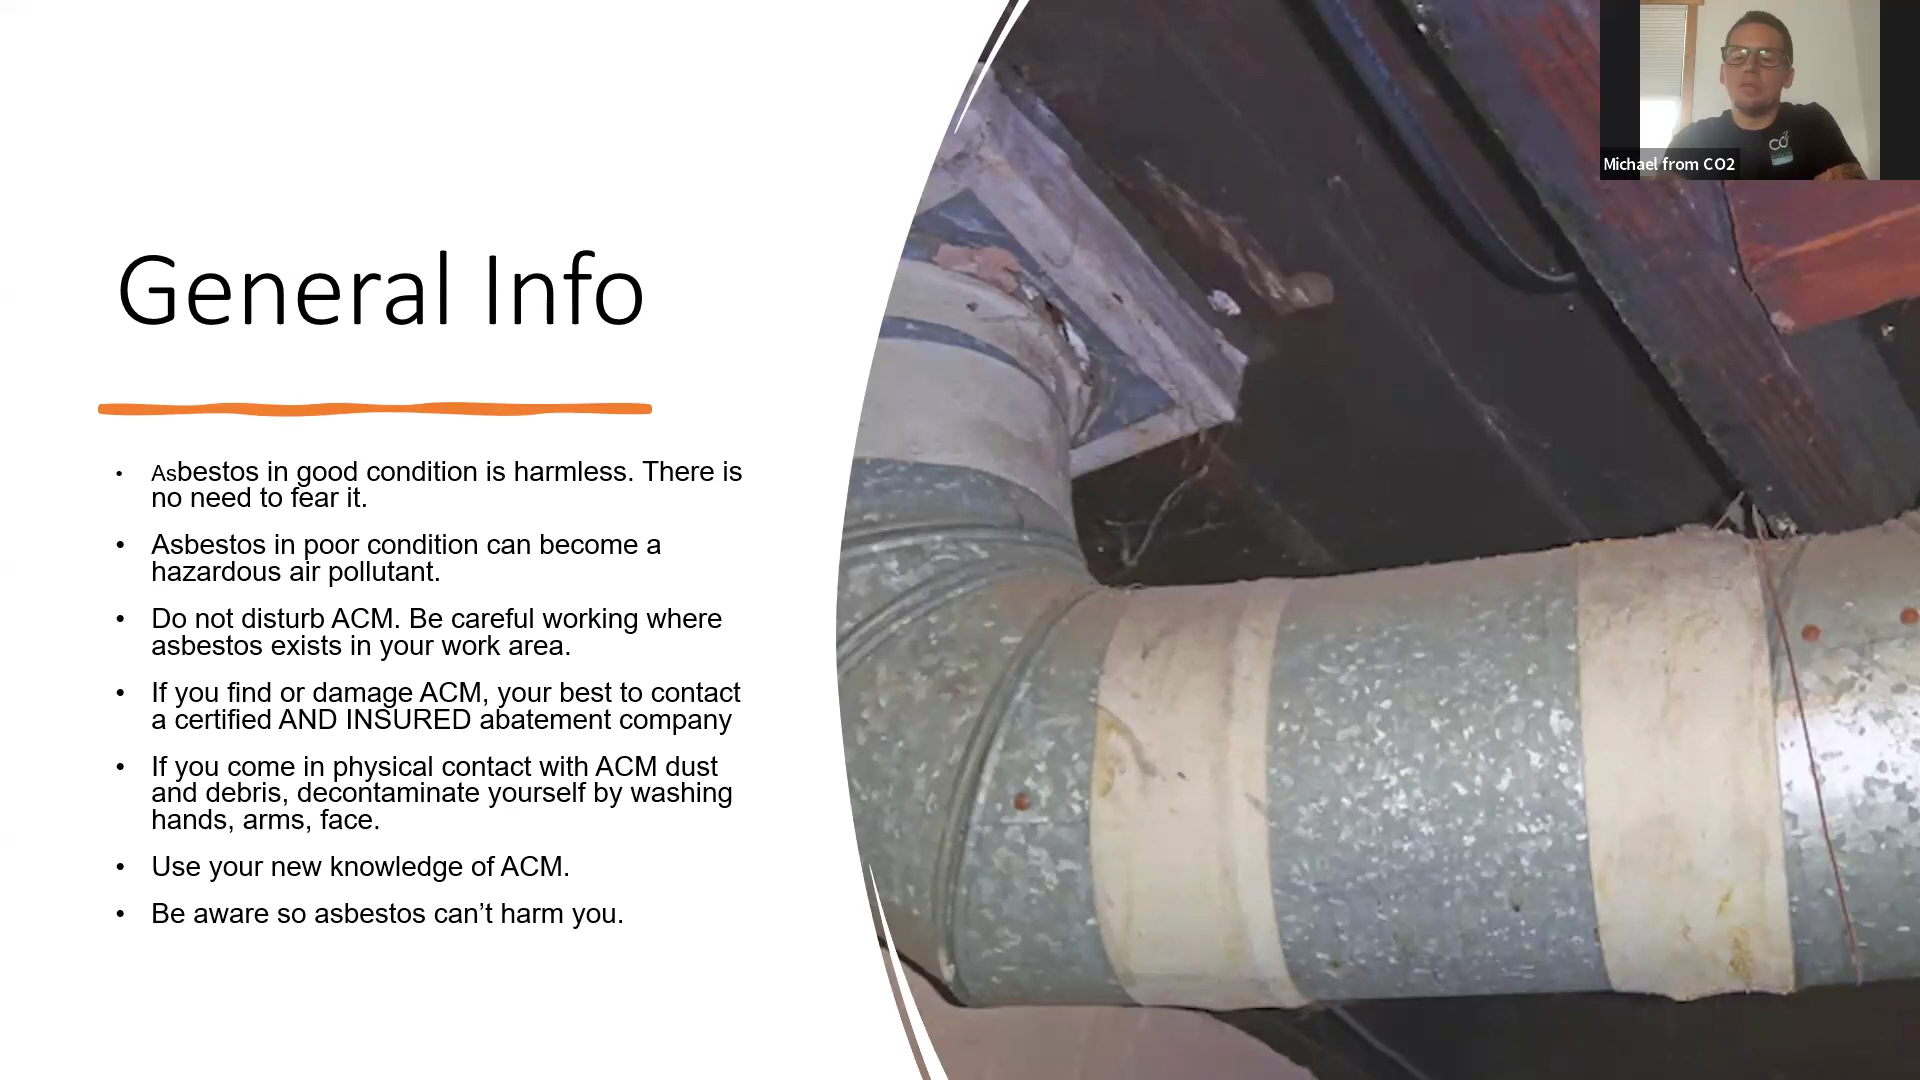 Michael from CO2
General Info
• Asbestos in good condition is harmless. There is
no need to fear it.
• Asbestos in poor condition can become a
hazardous air pollutant.
• Do not disturb ACM. Be careful working where
asbestos exists in your work area.
• If you find or damage ACM, your best to contact
a certified AND INSURED abatement company
• If you come in physical contact with ACM dust
and debris, decontaminate yourself by washing
hands, arms, face.
• Use your new knowledge of ACM.
• Be aware so asbestos can’t harm you.